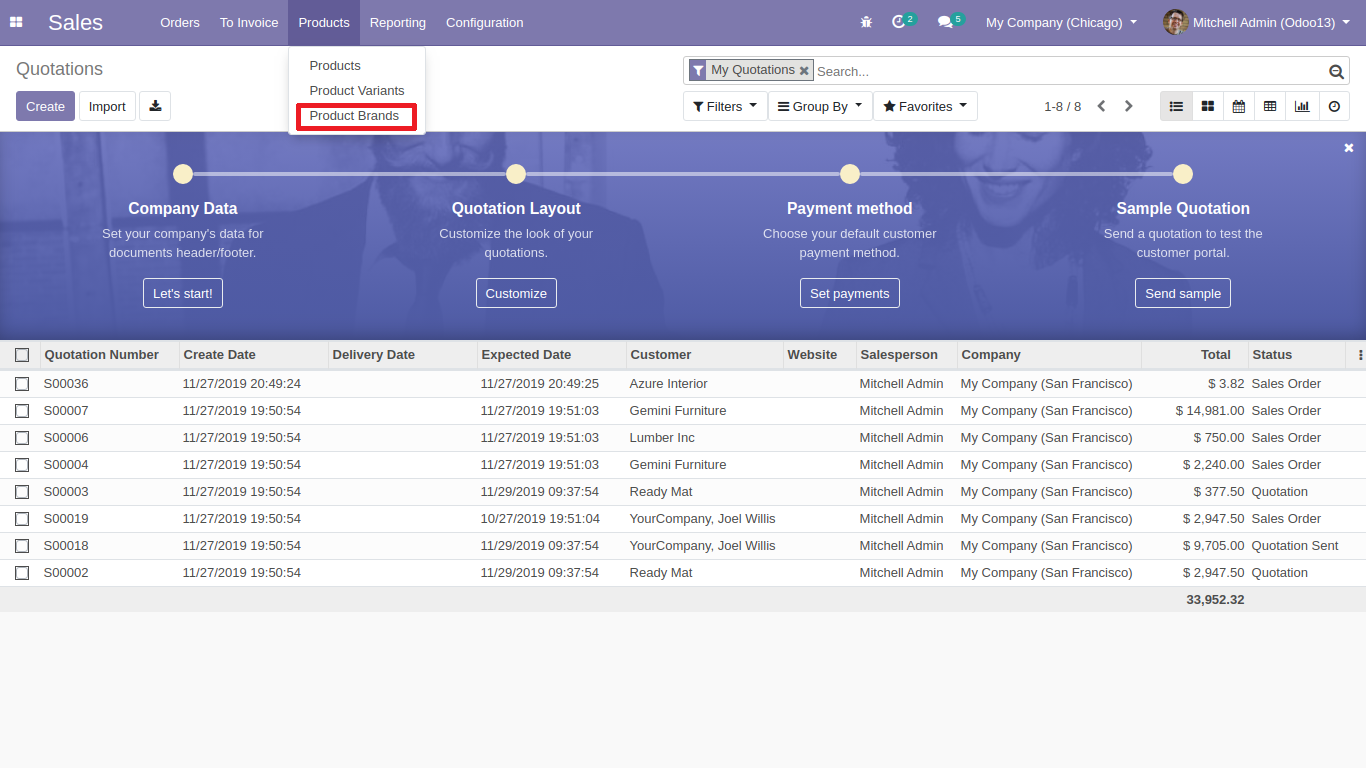 Sales Orders To Invoice Products Reporting Configuration 2 5 My Company (Chicago) Mitchell Admin (Odoo13)
Products
Product Variants
Product Brands
Quotations
My Quotations Search...
Create Import
Filters Group By Favorites 1-8 / 8
Company Data Quotation Layout Payment method Sample Quotation
Set your company's data for Customize the look of your Choose your default customer Send a quotation to test the
documents header/footer. quotations. payment method. customer portal.
Let's start! Customize Set payments Send sample
Quotation Number Create Date Delivery Date Expected Date Customer Website Salesperson Company Total Status
S00036 11/27/2019 20:49:24 11/27/2019 20:49:25 Azure Interior Mitchell Admin My Company (San Francisco) $ 3.82 Sales Order
S00007 11/27/2019 19:50:54 11/27/2019 19:51:03 Gemini Furniture Mitchell Admin My Company (San Francisco) $ 14,981.00 Sales Order
S00006 11/27/2019 19:50:54 11/27/2019 19:51:03 Lumber Inc Mitchell Admin My Company (San Francisco) $ 750.00 Sales Order
S00004 11/27/2019 19:50:54 11/27/2019 19:51:03 Gemini Furniture Mitchell Admin My Company (San Francisco) $ 2,240.00 Sales Order
S00003 11/27/2019 19:50:54 11/29/2019 09:37:54 Ready Mat Mitchell Admin My Company (San Francisco) $ 377.50 Quotation
S00019 11/27/2019 19:50:54 10/27/2019 19:51:04 YourCompany, Joel Willis Mitchell Admin My Company (San Francisco) $ 2,947.50 Sales Order
S00018 11/27/2019 19:50:54 11/29/2019 09:37:54 YourCompany, Joel Willis Mitchell Admin My Company (San Francisco) $ 9,705.00 Quotation Sent
S00002 11/27/2019 19:50:54 11/29/2019 09:37:54 Ready Mat Mitchell Admin My Company (San Francisco) $ 2,947.50 Quotation
33,952.32